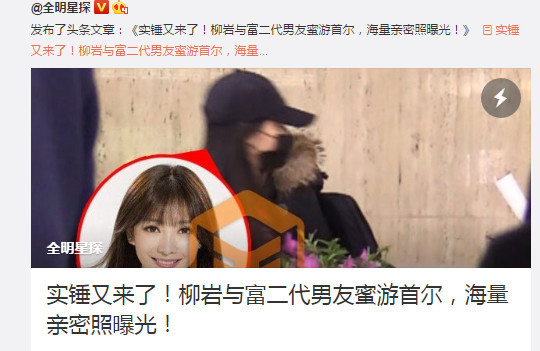 @全明星探
发布了头条文章：《实锤又来了！柳岩与富二代男友蜜游首尔，海量亲密照曝光！》 实锤
又来了！柳岩与富二代男友蜜游首尔，海量...
全明星探
实锤又来了！柳岩与富二代男友蜜游首尔，海量
亲密照曝光！